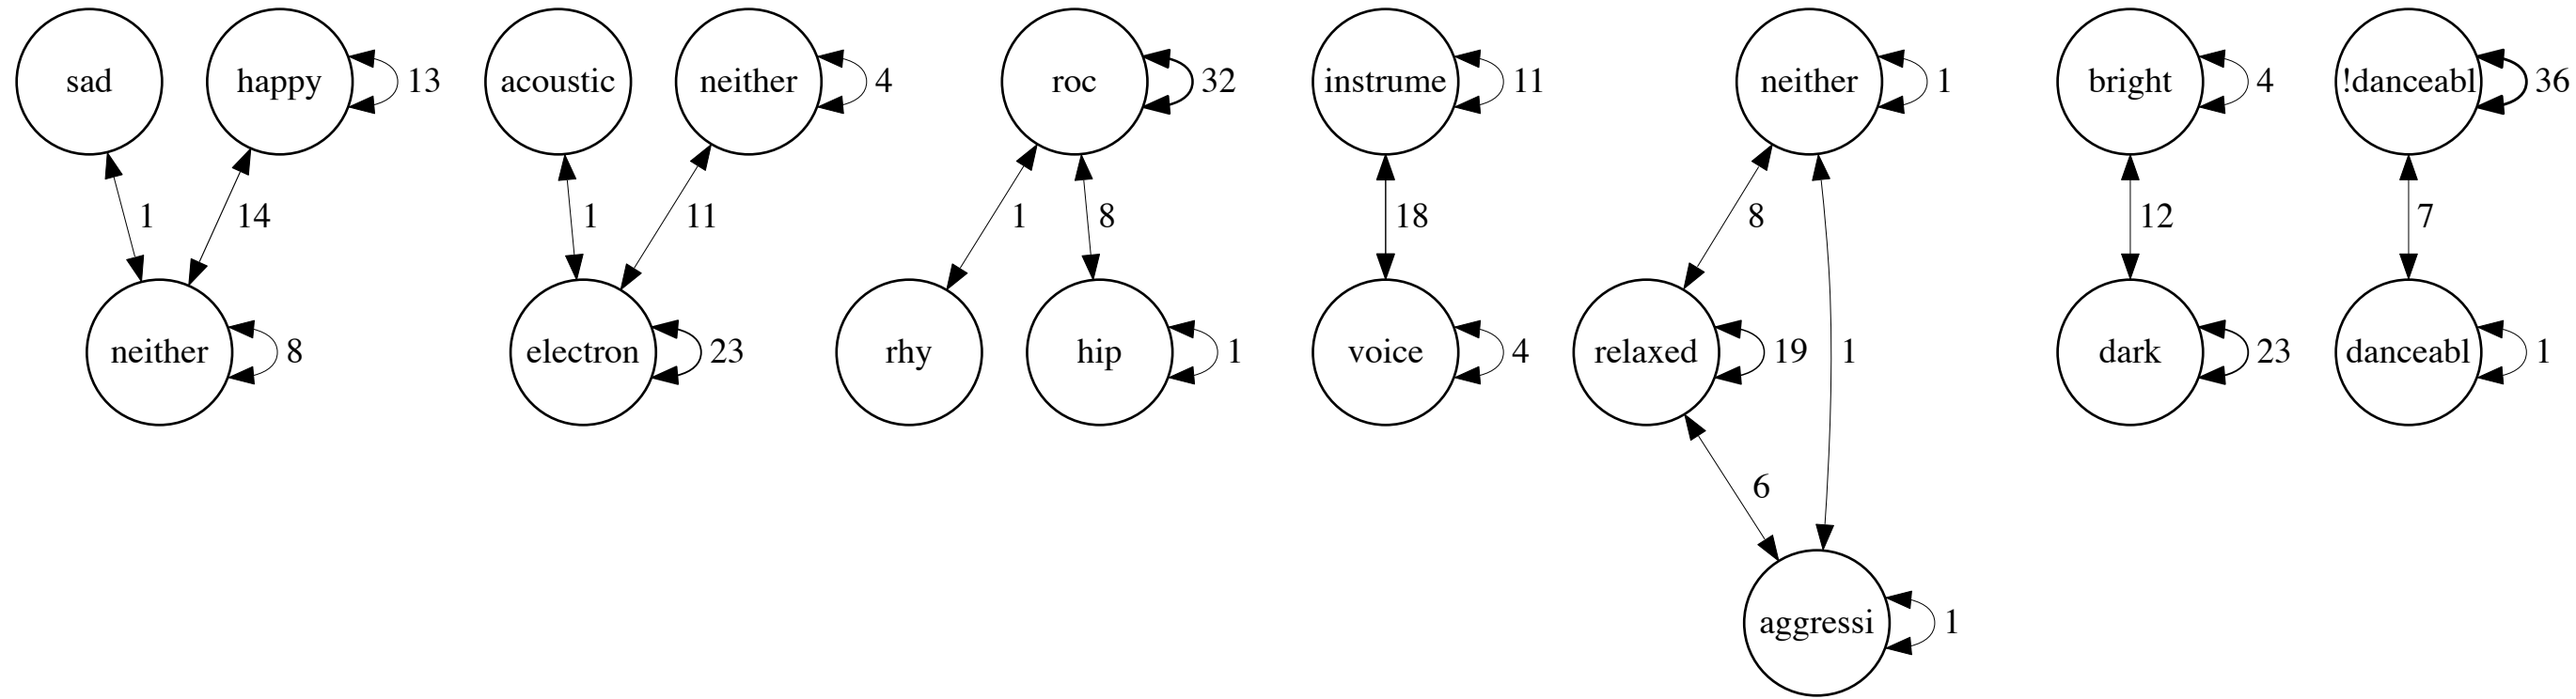 sad happy 13 acoustic neither 4 roc 32 instrume 11 neither 1 bright 4 !danceabl 36
1 14 1 11 1 8 18 8 12 7
neither 8 electron 23 rhy hip 1 voice 4 relaxed 19 1 dark 23 danceabl 1
6
aggressi 1